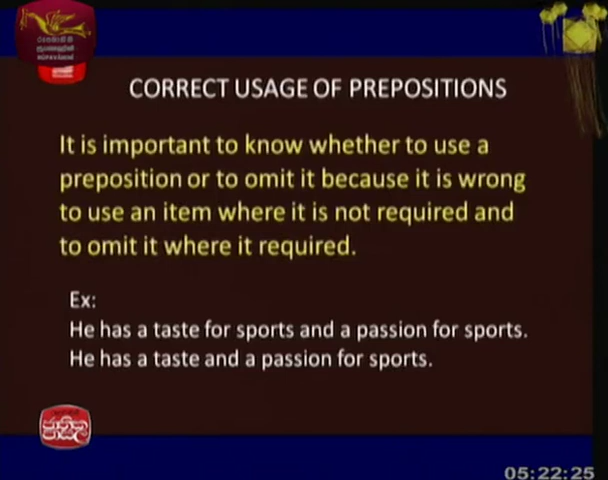 CORRECT USAGE OF PREPOSITIONS
It is important to know whether to use a
preposition or to omit it because it is wrong
to use an item where it is not required and
to omit it where it required.
Ex:
He has a taste for sports and a passion for sports.
He has a taste and a passion for sports.
05:22:25